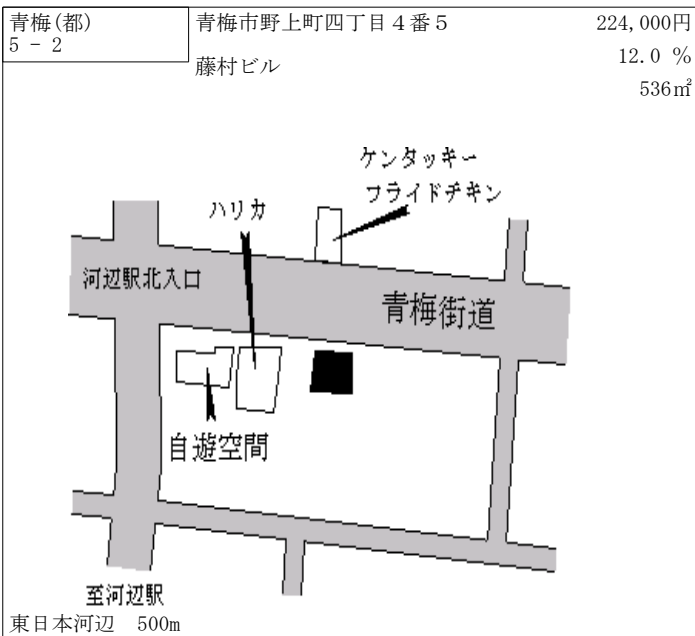 青梅(都)
5 - 2
青梅市野上町四丁目4番5
藤村ビル
224,000円
12.0 %
536㎡
ケンタッキー
フライドチキン
ハリカ
河辺駅北入口
青梅街道
自遊空間
至河辺駅
東日本河辺 500m